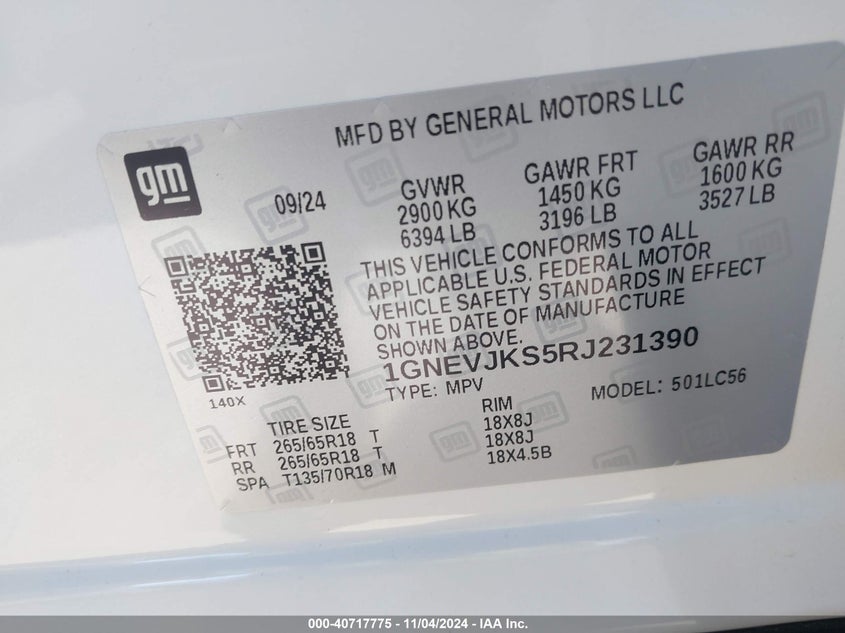 MFD BY GENERAL MOTORS LLC
gm
09/24
GVWR
2900 KG
6394 LB
GAWR FRT
1450 KG
3196 LB
GAWR RR
1600 KG
3527 LB
THIS VEHICLE CONFORMS TO ALL
APPLICABLE U.S. FEDERAL MOTOR
VEHICLE SAFETY STANDARDS IN EFFECT
ON THE DATE OF MANUFACTURE
SHOWN ABOVE.
1GNEVJKS5RJ231390
TYPE: MPV
MODEL: 501LC56
140X
TIRE SIZE
RIM
FRT 265/65R18 T 18X8J
RR 265/65R18 T 18X8J
SPA T135/70R18 M 18X4.5B
000-40717775 - 11/04/2024 - IAA Inc.